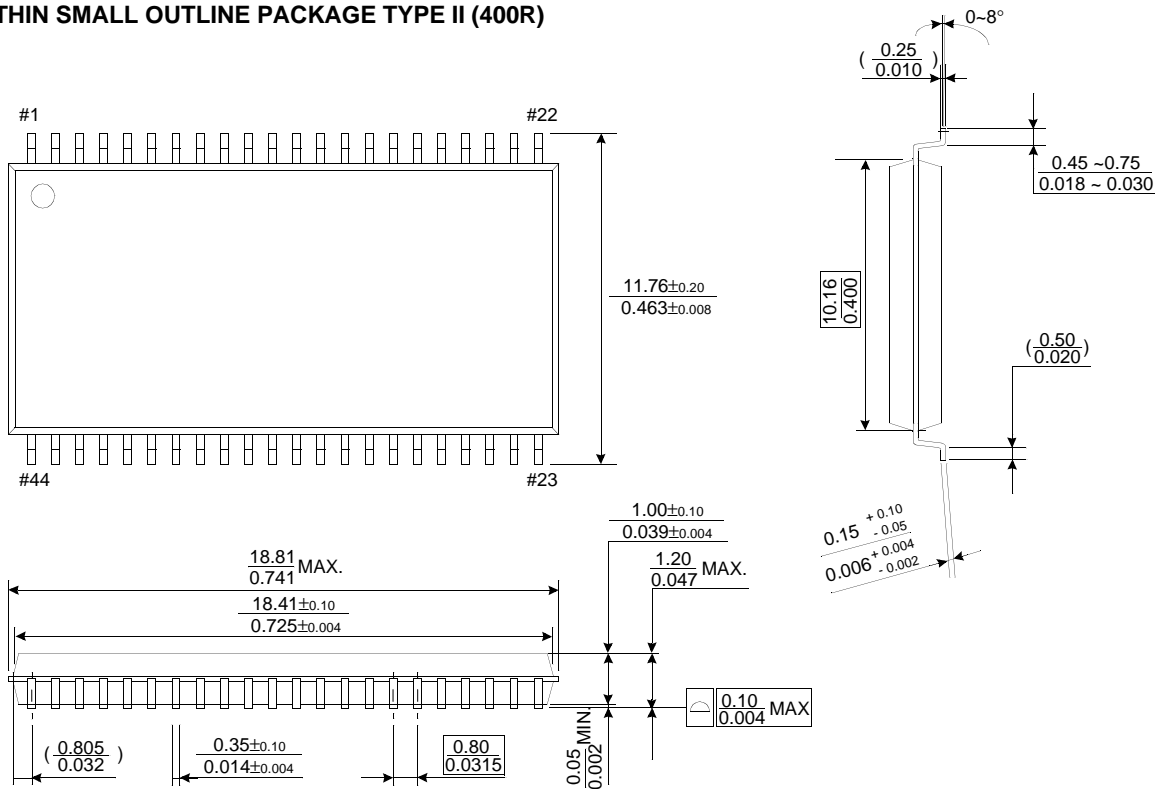 THIN SMALL OUTLINE PACKAGE TYPE II (400R)
0~8°
( 0.25 )
0.010
#1
#22
0.45 ~0.75
0.018 ~ 0.030
11.76±0.20
0.463±0.008
10.16
0.400
( 0.50 )
0.020
#44
#23
1.00±0.10
0.039±0.004
0.15 + 0.10 - 0.05
0.006 + 0.004 - 0.002
18.81 MAX.
0.741
1.20 MAX.
0.047
18.41±0.10
0.725±0.004
0.10 MAX
0.004
( 0.805 )
0.032
0.35±0.10
0.014±0.004
0.80
0.0315
0.05 MIN.
0.002